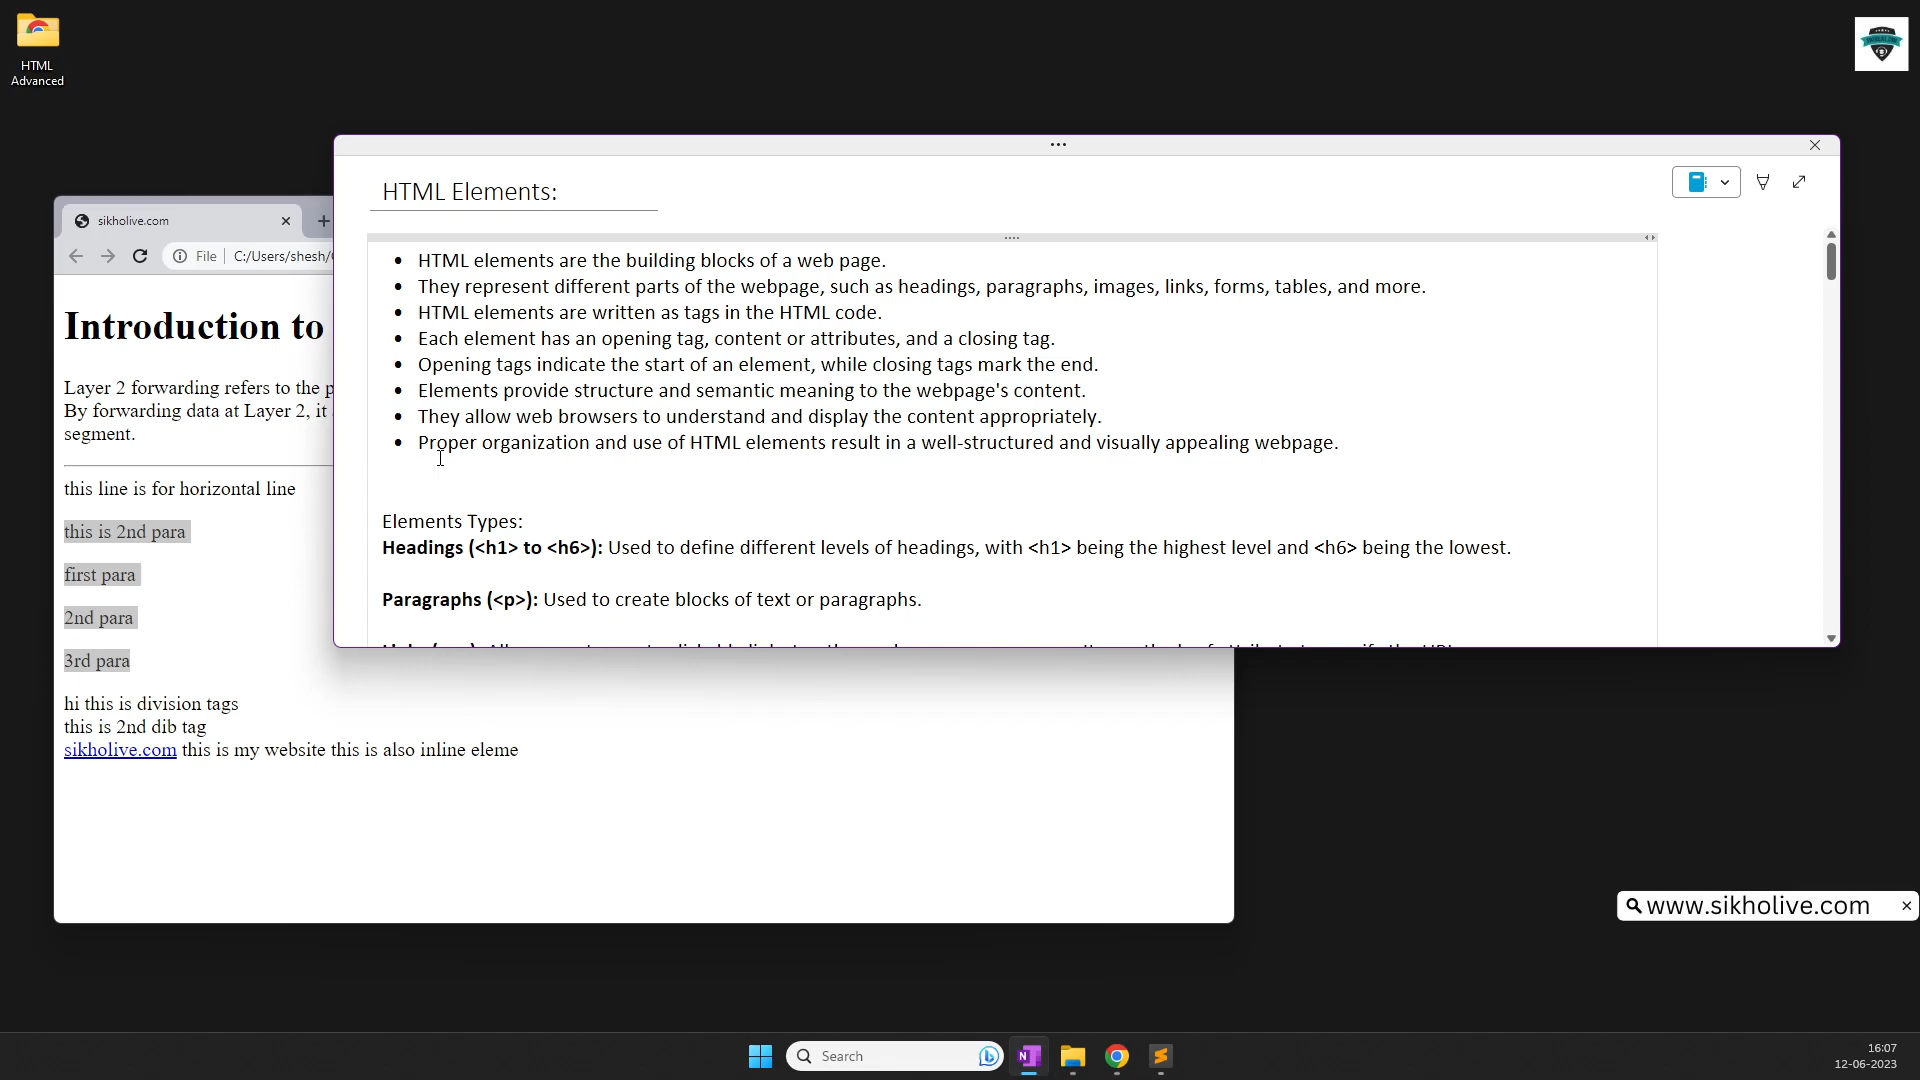 HTML
Advanced
HTML Elements:
HTML elements are the building blocks of a web page.
They represent different parts of the webpage, such as headings, paragraphs, images, links, forms, tables, and more.
HTML elements are written as tags in the HTML code.
Each element has an opening tag, content or attributes, and a closing tag.
Opening tags indicate the start of an element, while closing tags mark the end.
Elements provide structure and semantic meaning to the webpage's content.
They allow web browsers to understand and display the content appropriately.
Proper organization and use of HTML elements result in a well-structured and visually appealing webpage.
Elements Types:
Headings (<h1> to <h6>): Used to define different levels of headings, with <h1> being the highest level and <h6> being the lowest.
Paragraphs (<p>): Used to create blocks of text or paragraphs.
sikholive.com
File C:/Users/shesh/
Introduction to
Layer 2 forwarding refers to the p
By forwarding data at Layer 2, it
segment.
this line is for horizontal line
this is 2nd para
first para
2nd para
3rd para
hi this is division tags
this is 2nd dib tag
sikholive.com this is my website this is also inline eleme
www.sikholive.com
Search
16:07
12-06-2023